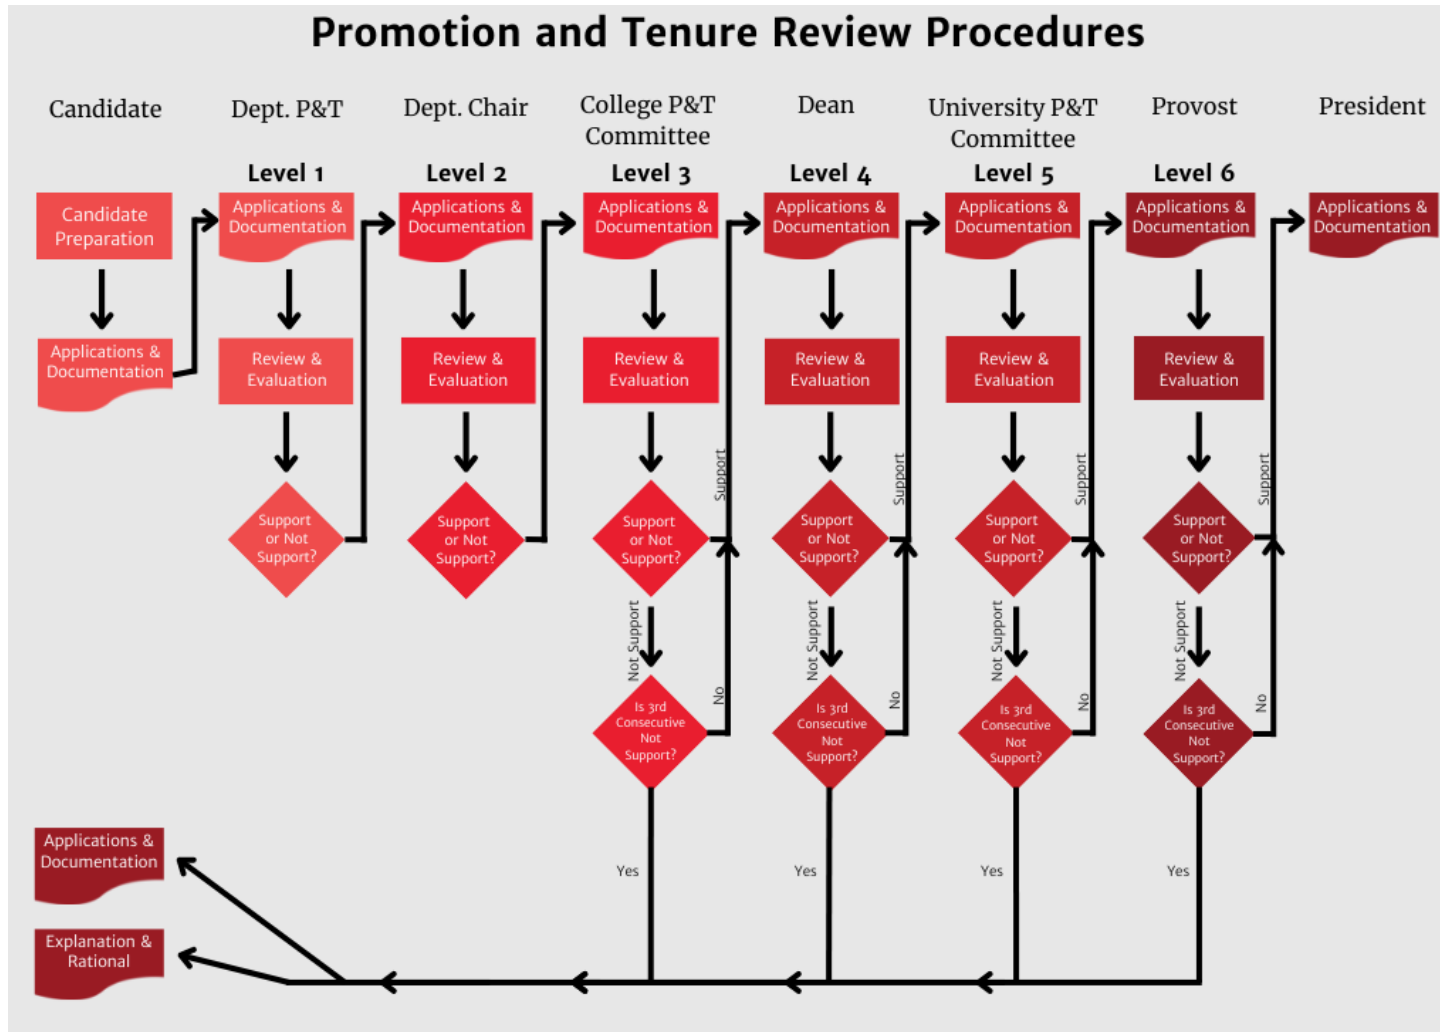 Promotion and Tenure Review Procedures
Candidate
Dept. P&T
Dept. Chair
College P&T
Committee
Dean
University P&T
Committee
Provost
President
Level 1
Level 2
Level 3
Level 4
Level 5
Level 6
Candidate
Preparation
Applications &
Documentation
Applications &
Documentation
Applications &
Documentation
Applications &
Documentation
Applications &
Documentation
Applications &
Documentation
Applications &
Documentation
Applications &
Documentation
Review &
Evaluation
Review &
Evaluation
Review &
Evaluation
Review &
Evaluation
Review &
Evaluation
Review &
Evaluation
Support
or Not
Support?
Support
or Not
Support?
Support
or Not
Support?
Support
or Not
Support?
Support
or Not
Support?
Support
or Not
Support?
Support
Support
Support
Support
Not Support
Not Support
Not Support
Not Support
Is 3rd
Consecutive
Not
Support?
Is 3rd
Consecutive
Not
Support?
Is 3rd
Consecutive
Not
Support?
Is 3rd
Consecutive
Not
Support?
No
No
No
No
Yes
Yes
Yes
Yes
Applications &
Documentation
Explanation &
Rational